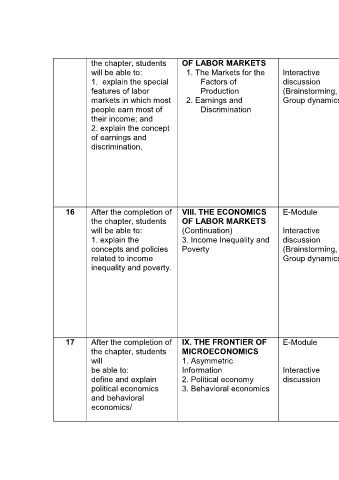 the chapter, students
will be able to:
1. explain the special
features of labor
markets in which most
people earn most of
their income; and
2. explain the concept
of earnings and
discrimination.
OF LABOR MARKETS
1. The Markets for the
Factors of
Production
2. Earnings and
Discrimination
Interactive
discussion
(Brainstorming,
Group dynamics
16
After the completion of
the chapter, students
will be able to:
1. explain the
concepts and policies
related to income
inequality and poverty.
VIII. THE ECONOMICS
OF LABOR MARKETS
(Continuation)
3. Income Inequality and
Poverty
E-Module
Interactive
discussion
(Brainstorming,
Group dynamics
17
After the completion of
the chapter, students
will
be able to:
define and explain
political economics
and behavioral
economics/
IX. THE FRONTIER OF
MICROECONOMICS
1. Asymmetric
Information
2. Political economy
3. Behavioral economics
E-Module
Interactive
discussion